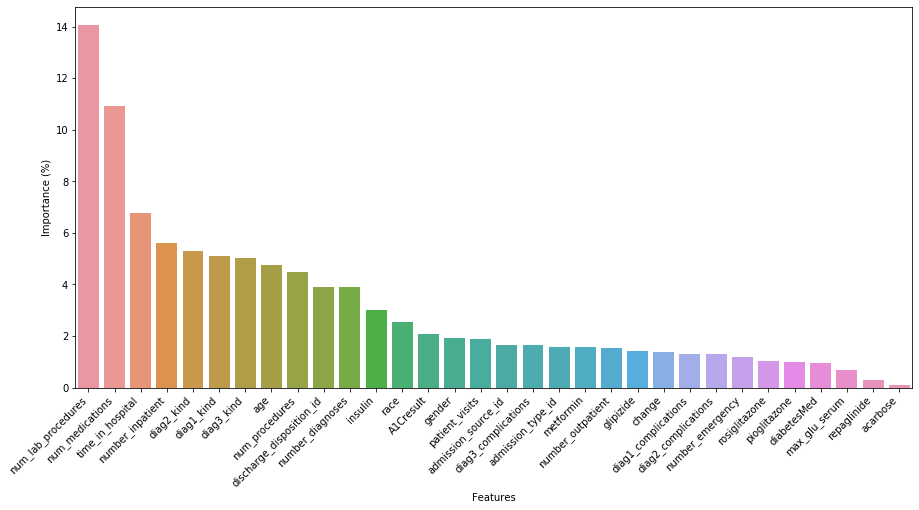 Importance (%)
14
12
10
8
6
4
2
0
num_lab_procedures
num_medications
time_in_hospital
number_inpatient
diag2_kind
diag1_kind
diag3_kind
age
num_procedures
discharge_disposition_id
number_diagnoses
insulin
race
A1Cresult
gender
patient_visits
admission_source_id
diag3_complications
admission_type_id
metformin
number_outpatient
glipizide
change
diag1_complications
diag2_complications
number_emergency
rosiglitazone
pioglitazone
diabetesMed
max_glu_serum
repaglinide
acarbose
Features